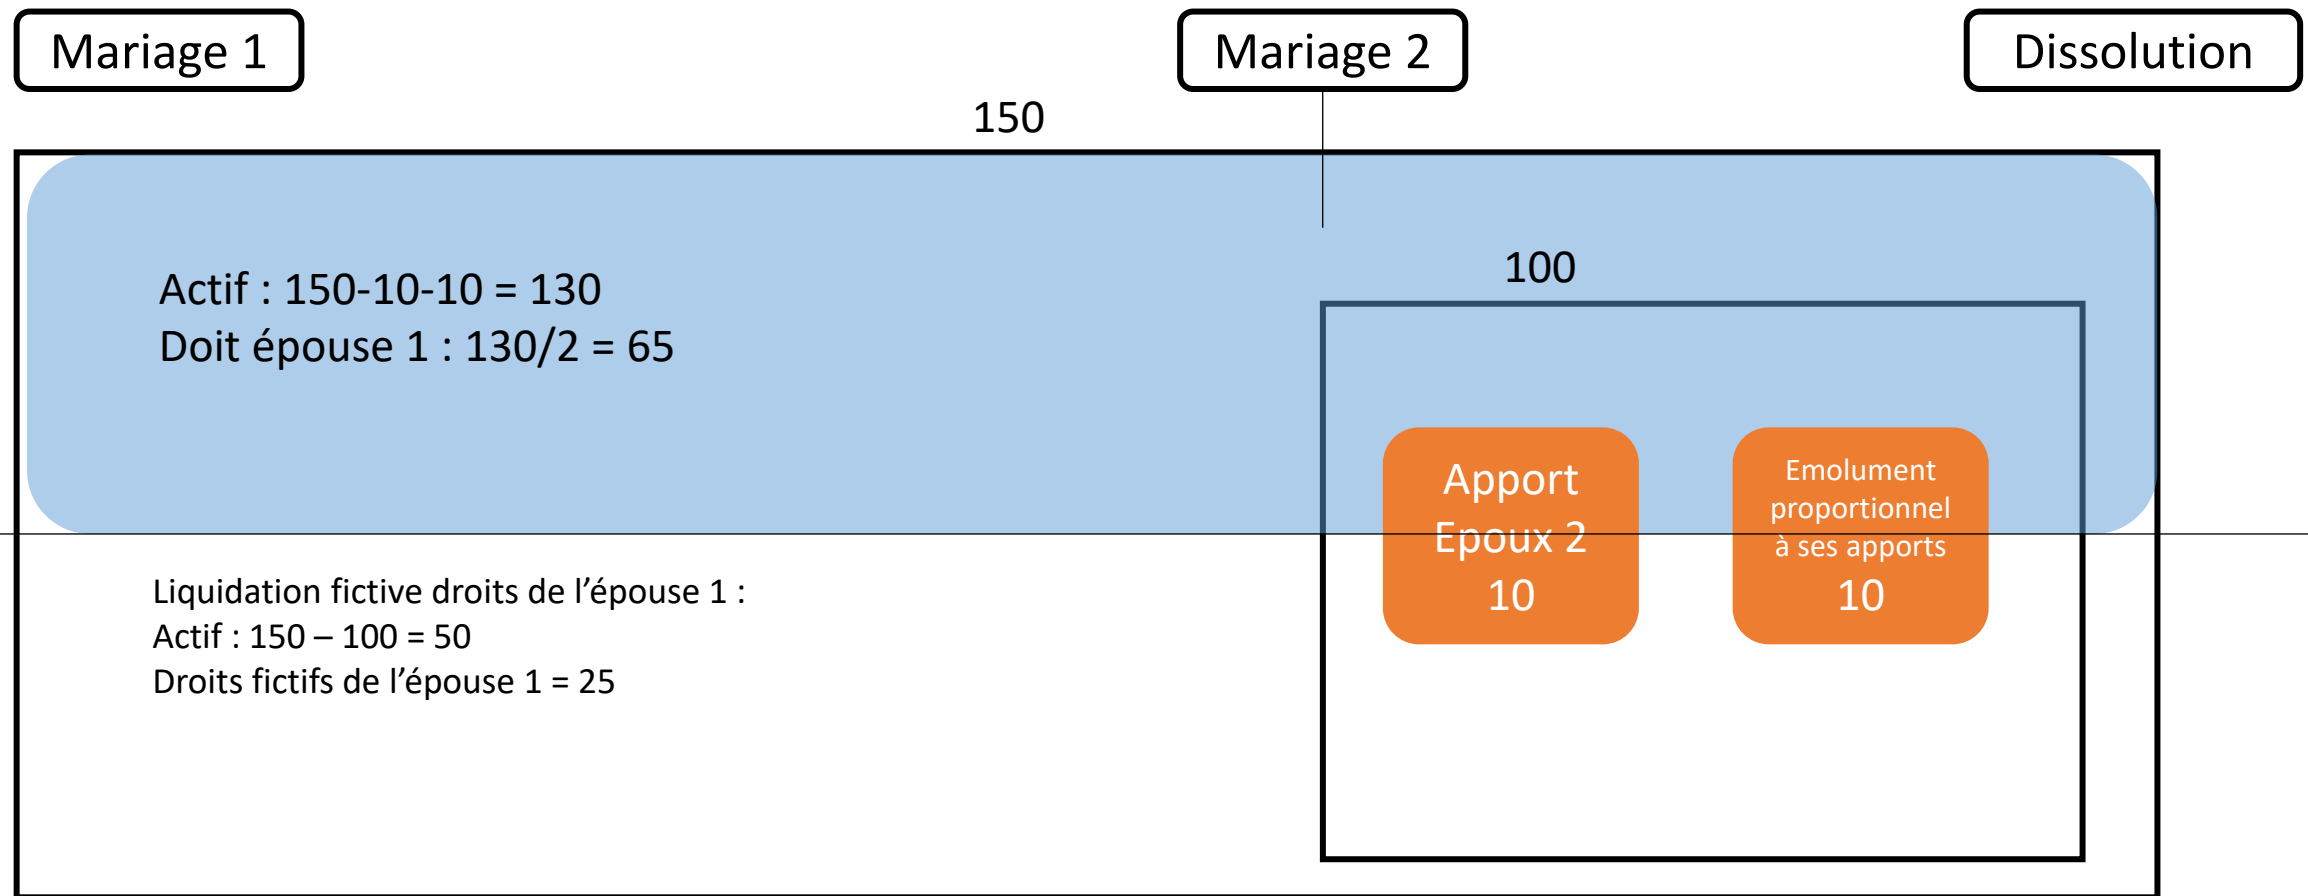 Mariage 1
Mariage 2
Dissolution
150
Actif : 150-10-10 = 130
Doit épouse 1 : 130/2 = 65
100
Apport
Epoux 2
10
Emolument
proportionnel
à ses apports
10
Liquidation fictive droits de l’épouse 1 :
Actif : 150 – 100 = 50
Droits fictifs de l’épouse 1 = 25